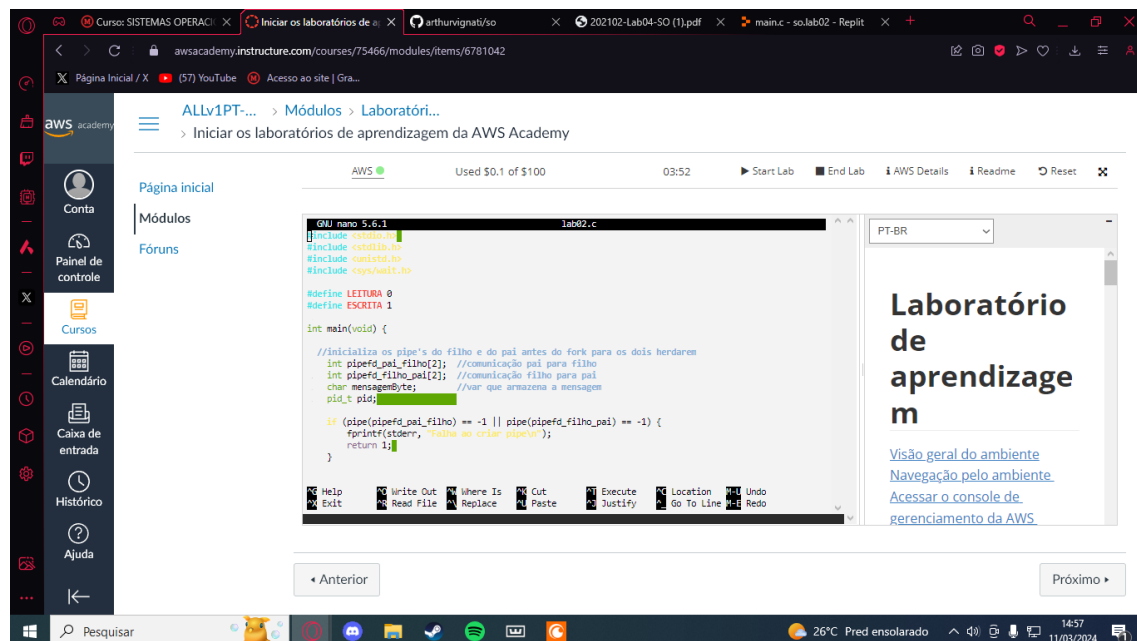 Curso: SISTEMAS OPERACI
Iniciar os laboratórios de a
arthurvignati/so
202102-Lab04-SO (1).pdf
main.c - so.lab02 - Replit
awsacademy.instructure.com/courses/75466/modules/items/6781042
Página Inicial / X
(57) YouTube
Acesso ao site | Gra...
aws academy
ALLv1PT-... > Módulos > Laboratóri...
> Iniciar os laboratórios de aprendizagem da AWS Academy
Conta
Painel de
controle
Cursos
Calendário
Caixa de
entrada
Histórico
Ajuda
Página inicial
Módulos
Fóruns
AWS
Used $0.1 of $100
03:52
Start Lab
End Lab
AWS Details
Readme
Reset
GNU nano 5.6.1 lab02.c
#include <stdio.h>
#include <stdlib.h>
#include <unistd.h>
#include <sys/wait.h>
#define LEITURA 0
#define ESCRITA 1
int main(void) {
//inicializa os pipe's do filho e do pai antes do fork para os dois herdarem
int pipefd_pai_filho[2]; //comunicação pai para filho
int pipefd_filho_pai[2]; //comunicação filho para pai
char mensagemByte; //var que armazena a mensagem
pid_t pid;
if (pipe(pipefd_pai_filho) == -1 || pipe(pipefd_filho_pai) == -1) {
fprintf(stderr, "Falha ao criar pipe\n");
return 1;
}
^G Help ^O Write Out ^W Where Is ^K Cut ^T Execute ^C Location M-U Undo
^X Exit ^R Read File ^\ Replace ^U Paste ^J Justify ^_ Go To Line M-E Redo
PT-BR
Laboratório
de
aprendizage
m
Visão geral do ambiente
Navegação pelo ambiente
Acessar o console de
gerenciamento da AWS
Anterior
Próximo
Pesquisar
26°C Pred ensolarado
14:57
11/03/2024